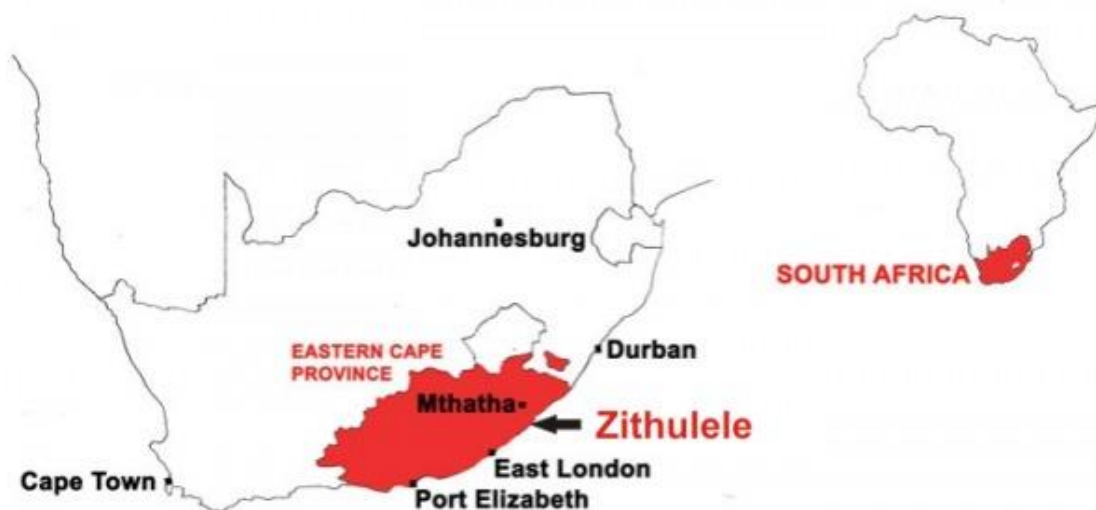 Johannesburg
SOUTH AFRICA
EASTERN CAPE
PROVINCE
Durban
Mthatha
Zithulele
East London
Cape Town
Port Elizabeth